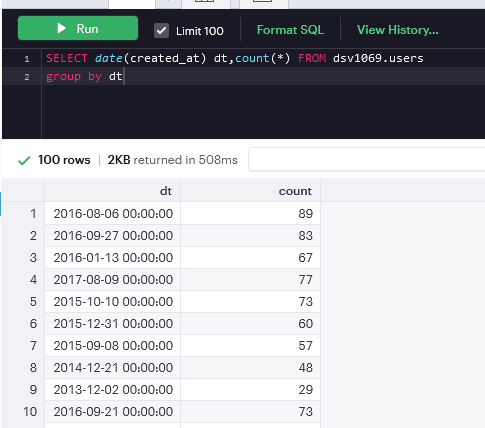 Run Limit 100 Format SQL View History...
1 SELECT date(created_at) dt,count(*) FROM dsv1069.users
2 group by dt
100 rows | 2KB returned in 508ms
dt count
1 2016-08-06 00:00:00 89
2 2016-09-27 00:00:00 83
3 2016-01-13 00:00:00 67
4 2017-08-09 00:00:00 77
5 2015-10-10 00:00:00 73
6 2015-12-31 00:00:00 60
7 2015-09-08 00:00:00 57
8 2014-12-21 00:00:00 48
9 2013-12-02 00:00:00 29
10 2016-09-21 00:00:00 73